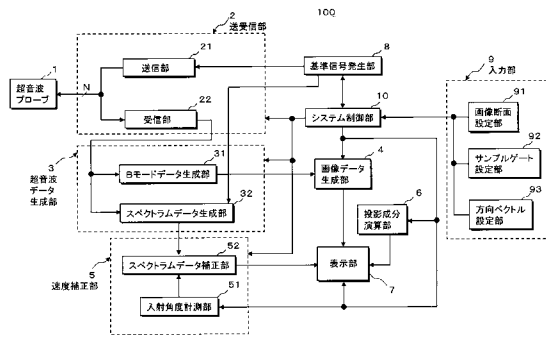 100
2
送受信部
21
送信部
8
基準信号発生部
1
超音波
プローブ
N
22
受信部
10
システム制御部
9
入力部
91
画像断面
設定部
92
サンプルゲート
設定部
93
方向ベクトル
設定部
3
超音波
データ
生成部
31
Bモードデータ生成部
32
スペクトラムデータ生成部
4
画像データ
生成部
6
投影成分
演算部
5
速度補正部
52
スペクトラムデータ補正部
51
入射角度計測部
表示部
7